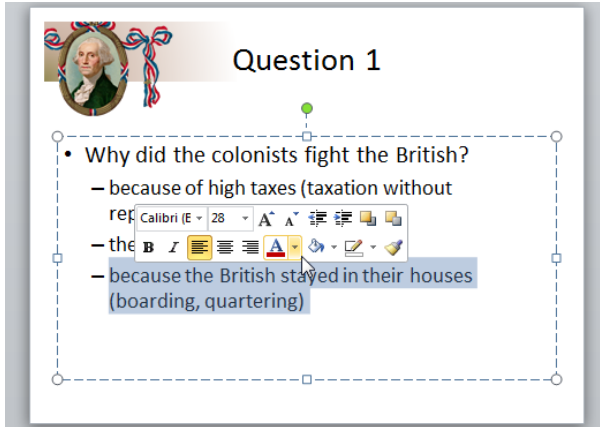 Question 1
• Why did the colonists fight the British?
– because of high taxes (taxation without
Calibri (E 28 A A
– the B I A
– because the British stayed in their houses
(boarding, quartering)